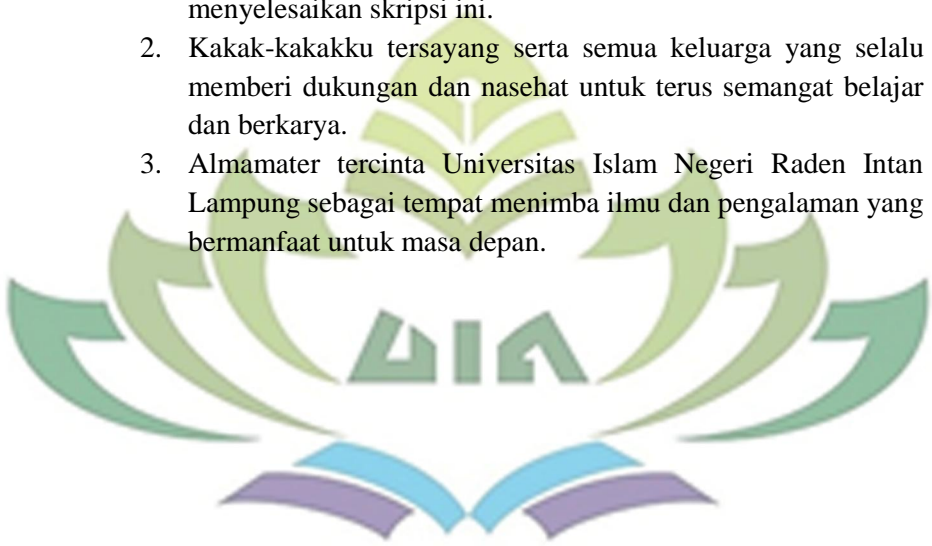 menyelesaikan skripsi ini.
2. Kakak-kakakku tersayang serta semua keluarga yang selalu
memberi dukungan dan nasehat untuk terus semangat belajar
dan berkarya.
3. Almamater tercinta Universitas Islam Negeri Raden Intan
Lampung sebagai tempat menimba ilmu dan pengalaman yang
bermanfaat untuk masa depan.
UIN